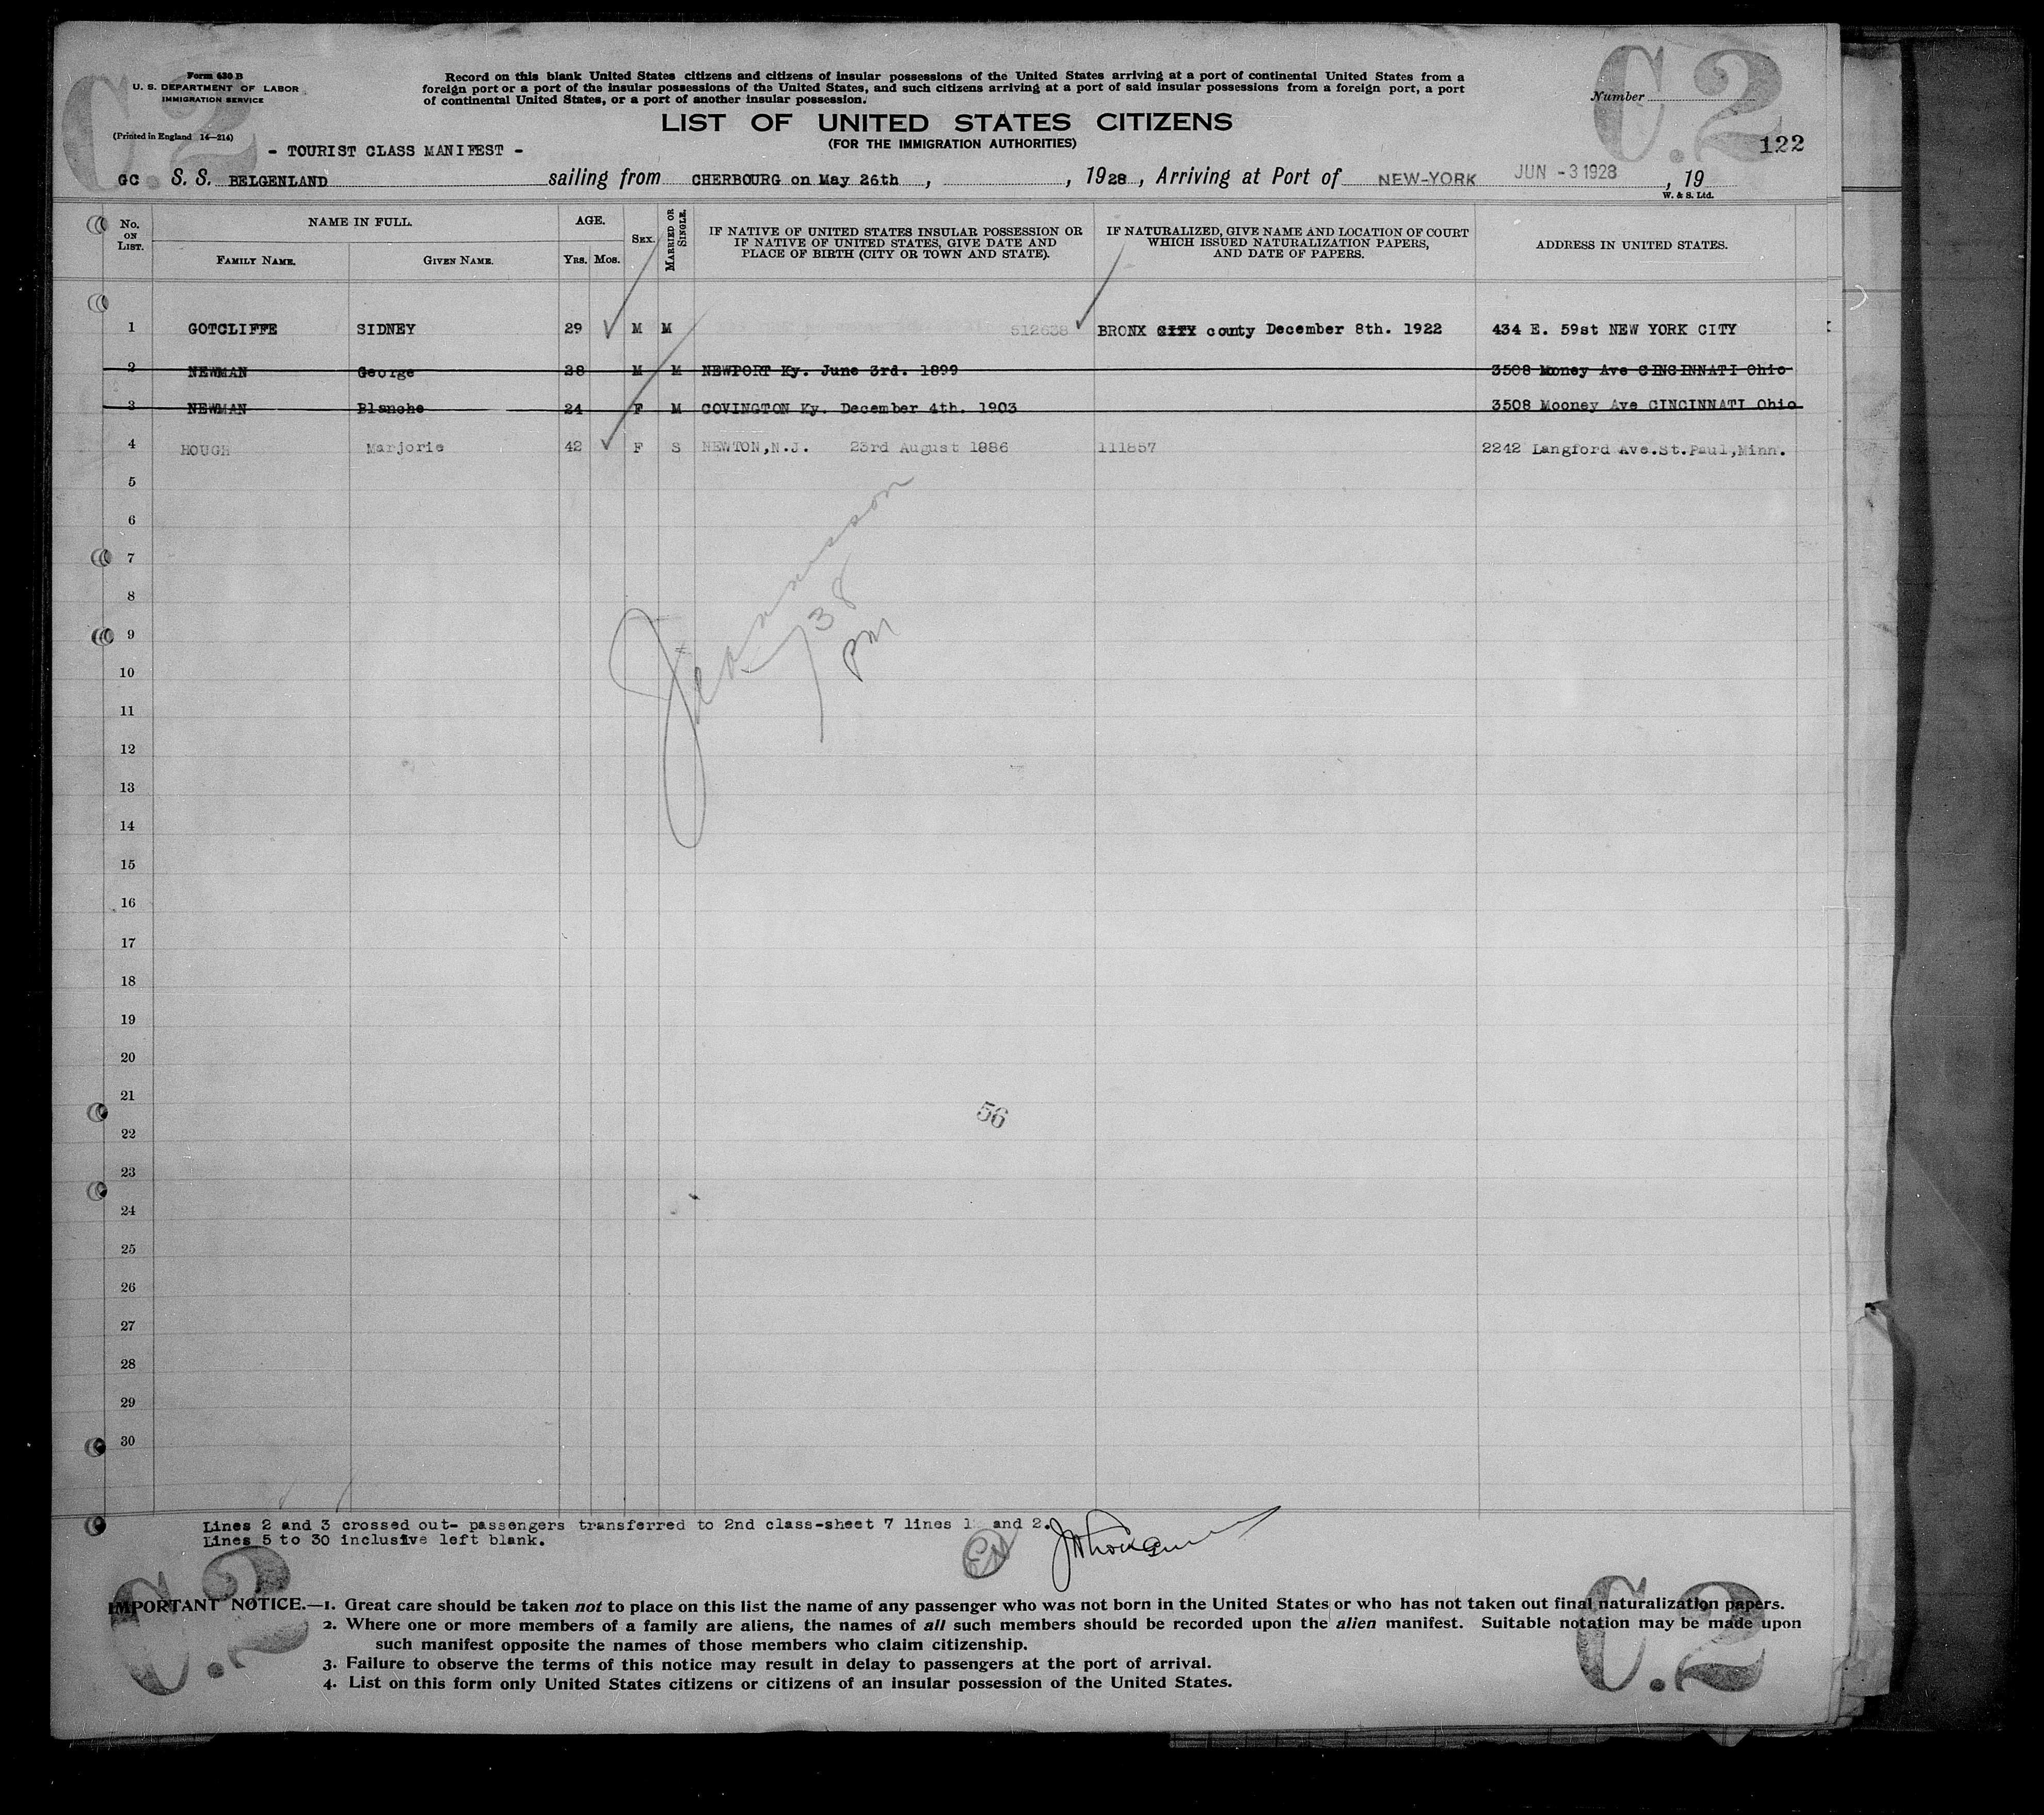 C.2
C.2
Form 630 B
U. S. DEPARTMENT OF LABOR
IMMIGRATION SERVICE
(Printed in England 14—214)
Record on this blank United States citizens and citizens of insular possessions of the United States arriving at a port of continental United States from a
foreign port or a port of the insular possessions of the United States, and such citizens arriving at a port of said insular possessions from a foreign port, a port
of continental United States, or a port of another insular possession.
Number
LIST OF UNITED STATES CITIZENS
(FOR THE IMMIGRATION AUTHORITIES)
122
- TOURIST CLASS MANIFEST -
GC S. S. BELGENLAND sailing from CHERBOURG on May 26th , , 1928 , Arriving at Port of NEW-YORK JUN -3 1928 , 19
W. & S. Ltd.
No. ON LIST. NAME IN FULL. AGE. SEX. MARRIED OR SINGLE. IF NATIVE OF UNITED STATES INSULAR POSSESSION OR IF NATIVE OF UNITED STATES, GIVE DATE AND PLACE OF BIRTH (CITY OR TOWN AND STATE). IF NATURALIZED, GIVE NAME AND LOCATION OF COURT WHICH ISSUED NATURALIZATION PAPERS, AND DATE OF PAPERS. ADDRESS IN UNITED STATES.
FAMILY NAME. GIVEN NAME. YRS. MOS.
1 GOTCLIFFE SIDNEY 29 M M 512638 BRONX CITY county December 8th. 1922 434 E. 59st NEW YORK CITY
2 NEWMAN George 28 M M NEWPORT Ky. June 3rd. 1899 3508 Mooney Ave CINCINNATI Ohio
3 NEWMAN Blanche 24 F M COVINGTON Ky. December 4th. 1903 3508 Mooney Ave CINCINNATI Ohio
4 HOUGH Marjorie 42 F S NEWTON,N.J. 23rd August 1886 111857 2242 Langford Ave.St.Paul,Minn.
5
6
7
8
9
10
11
12
13
14
15
16
17
18
19
20
21
22
23
24
25
26
27
28
29
30
7 38
PM
56
Lines 2 and 3 crossed out- passengers transferred to 2nd class-sheet 7 lines 1 and 2.
Lines 5 to 30 inclusive left blank.
C.2
C.2
IMPORTANT NOTICE.—1. Great care should be taken not to place on this list the name of any passenger who was not born in the United States or who has not taken out final naturalization papers.
2. Where one or more members of a family are aliens, the names of all such members should be recorded upon the alien manifest. Suitable notation may be made upon
such manifest opposite the names of those members who claim citizenship.
3. Failure to observe the terms of this notice may result in delay to passengers at the port of arrival.
4. List on this form only United States citizens or citizens of an insular possession of the United States.